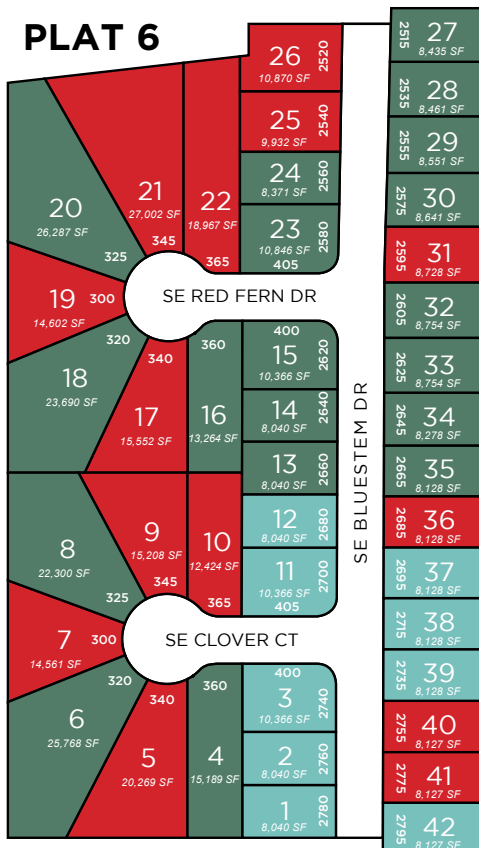 PLAT 6
26
10,870 SF
2520
25
9,932 SF
2540
24
8,371 SF
2560
23
10,846 SF
2580
405
22
18,967 SF
365
21
27,002 SF
345
20
26,287 SF
325
19
14,602 SF
300
18
23,690 SF
320
17
15,552 SF
340
16
13,264 SF
360
SE RED FERN DR
400
15
10,366 SF
2620
14
8,040 SF
2640
13
8,040 SF
2660
12
8,040 SF
2680
11
10,366 SF
2700
405
10
12,424 SF
365
9
15,208 SF
345
8
22,300 SF
325
7
14,561 SF
300
6
25,768 SF
320
5
20,269 SF
340
4
15,189 SF
360
SE CLOVER CT
400
3
10,366 SF
2740
2
8,040 SF
2760
1
8,040 SF
2780
SE BLUESTEM DR
2515
27
8,435 SF
2535
28
8,461 SF
2555
29
8,551 SF
2575
30
8,641 SF
2595
31
8,728 SF
2605
32
8,754 SF
2625
33
8,754 SF
2645
34
8,278 SF
2665
35
8,128 SF
2685
36
8,128 SF
2695
37
8,128 SF
2715
38
8,128 SF
2735
39
8,128 SF
2755
40
8,127 SF
2775
41
8,127 SF
2795
42
8,127 SF